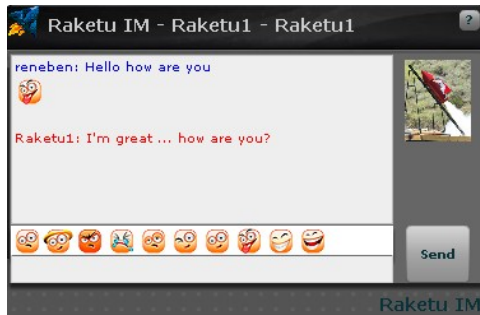 Raketu IM - Raketu1 - Raketu1
?
reneben: Hello how are you
Raketu1: I'm great ... how are you?
Send
Raketu IM